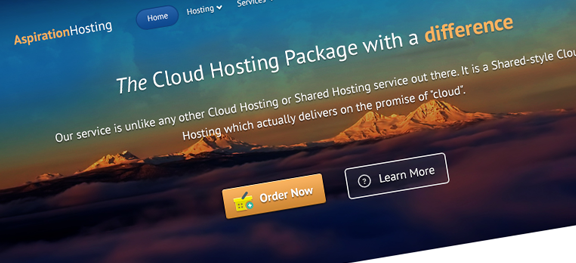 AspirationHosting
Home Hosting Services
The Cloud Hosting Package with a difference
Our service is unlike any other Cloud Hosting or Shared Hosting service out there. It is a Shared-style Clou
Hosting which actually delivers on the promise of "cloud".
Order Now
? Learn More